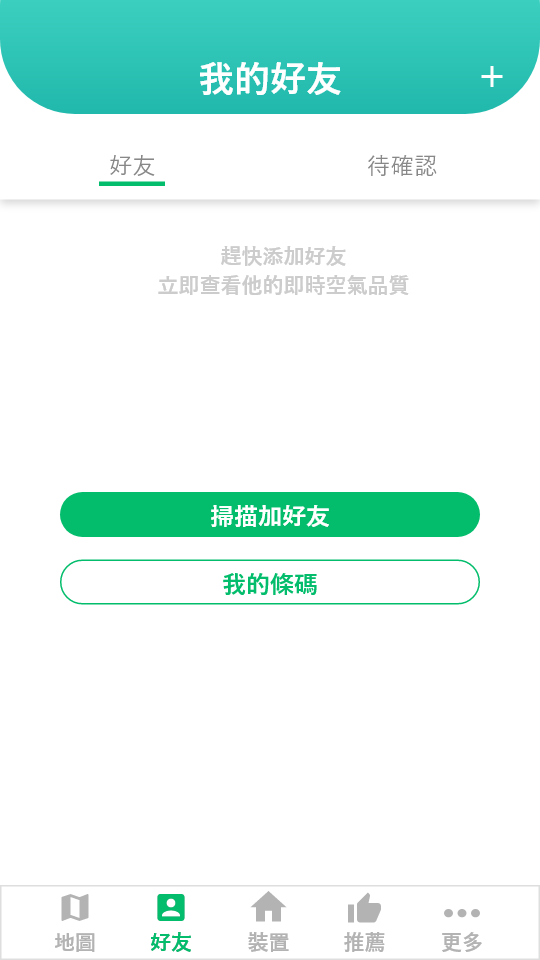 我的好友
+
好友
待確認
趕快添加好友
立即查看他的即時空氣品質
掃描加好友
我的條碼
地圖
好友
裝置
推薦
更多